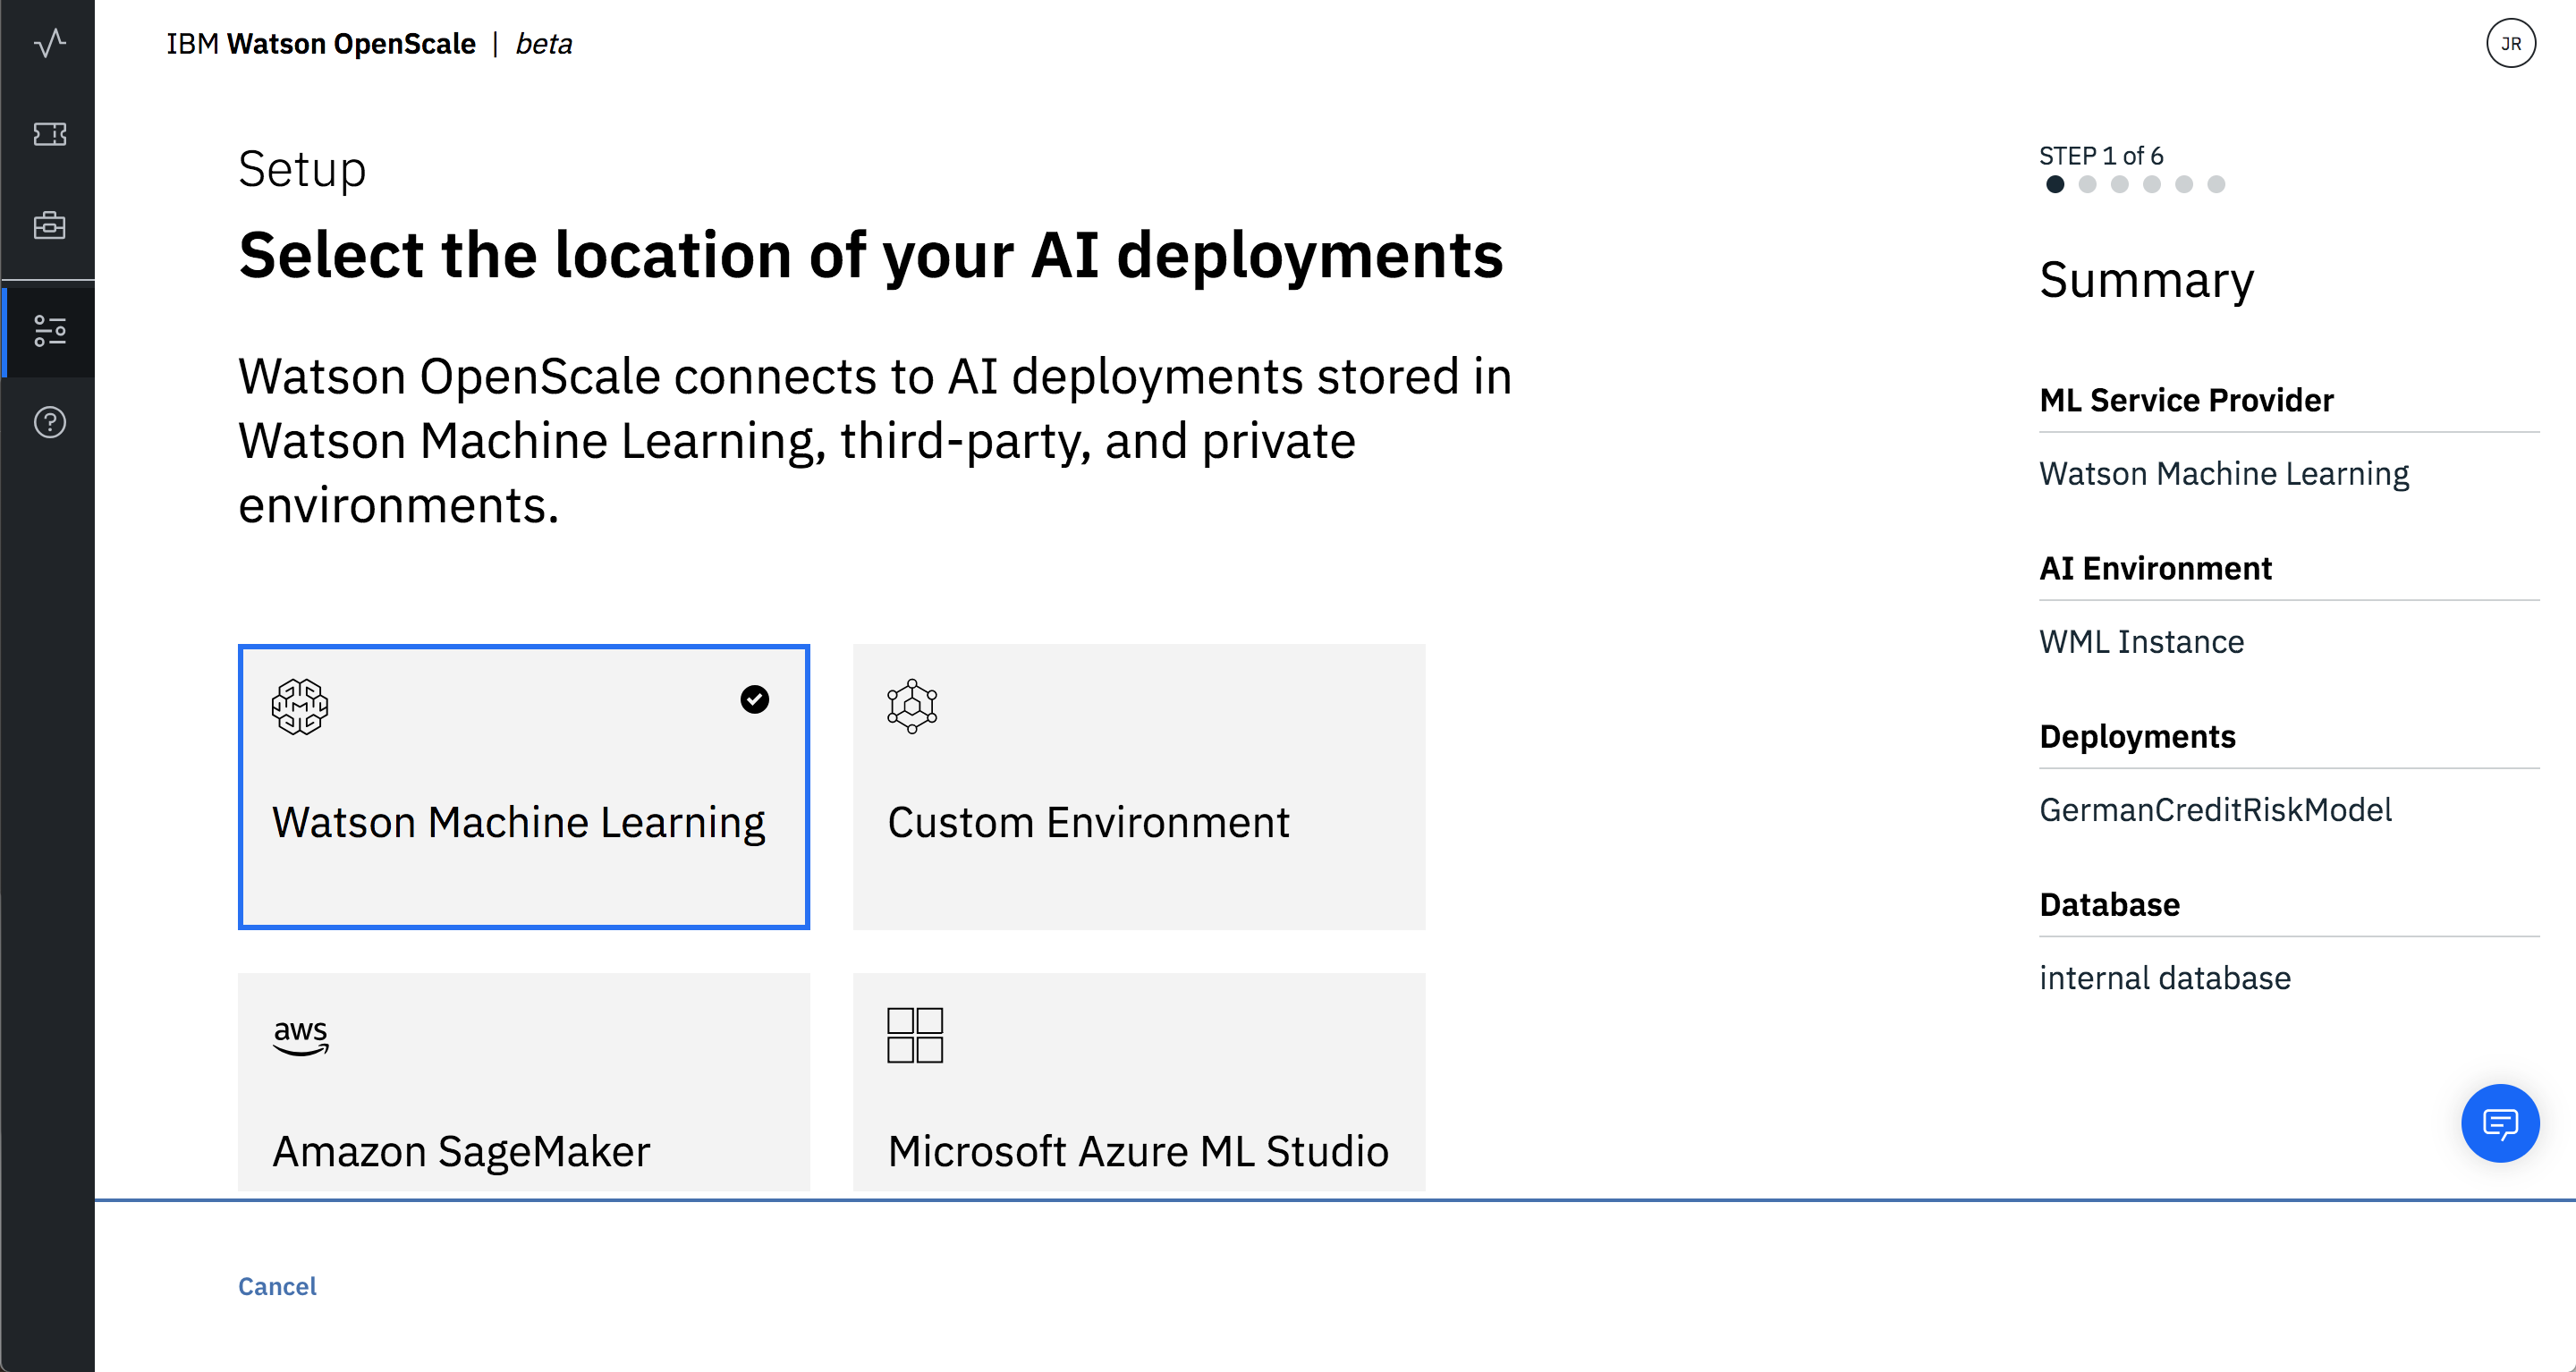 IBM Watson OpenScale | beta
JR
Setup
Select the location of your AI deployments
Watson OpenScale connects to AI deployments stored in
Watson Machine Learning, third-party, and private
environments.
Watson Machine Learning
Custom Environment
aws
Amazon SageMaker
Microsoft Azure ML Studio
Cancel
STEP 1 of 6
Summary
ML Service Provider
Watson Machine Learning
AI Environment
WML Instance
Deployments
GermanCreditRiskModel
Database
internal database